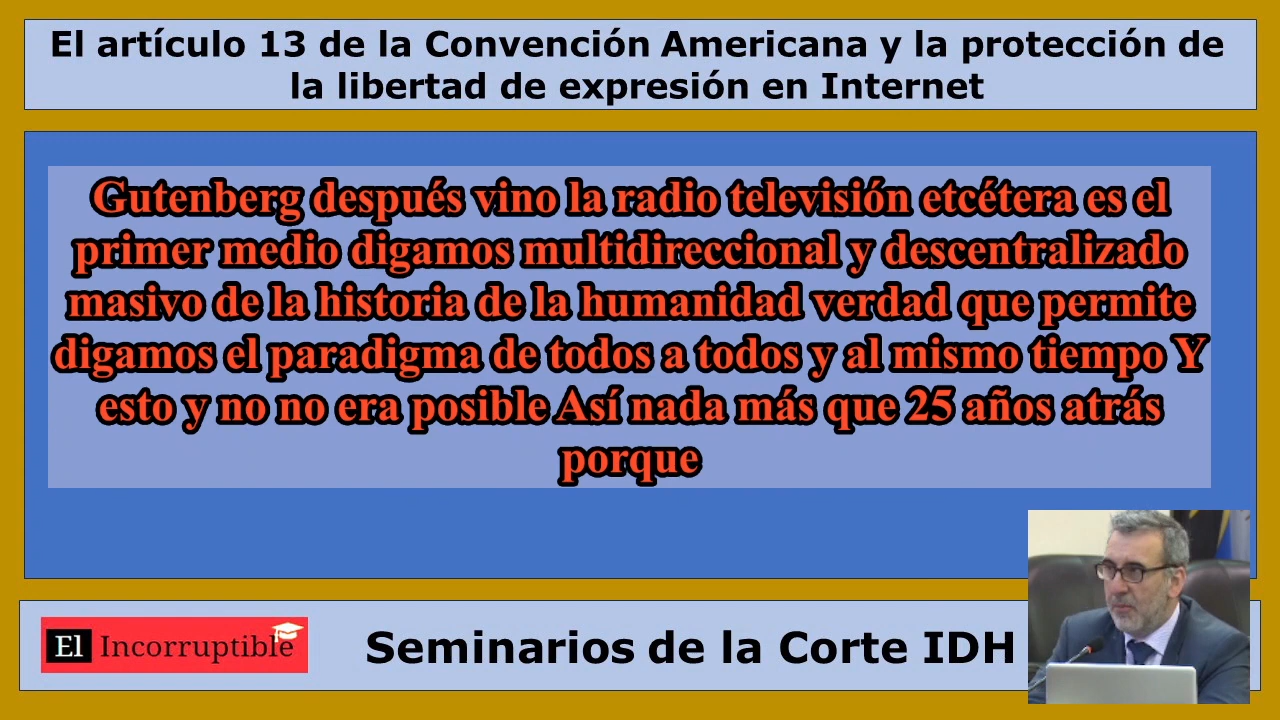 El artículo 13 de la Convención Americana y la protección de
la libertad de expresión en Internet
Gutenberg después vino la radio televisión etcétera es el
primer medio digamos multidireccional y descentralizado
masivo de la historia de la humanidad verdad que permite
digamos el paradigma de todos a todos y al mismo tiempo Y
esto y no no era posible Así nada más que 25 años atrás
porque
El Incorruptible
Seminarios de la Corte IDH